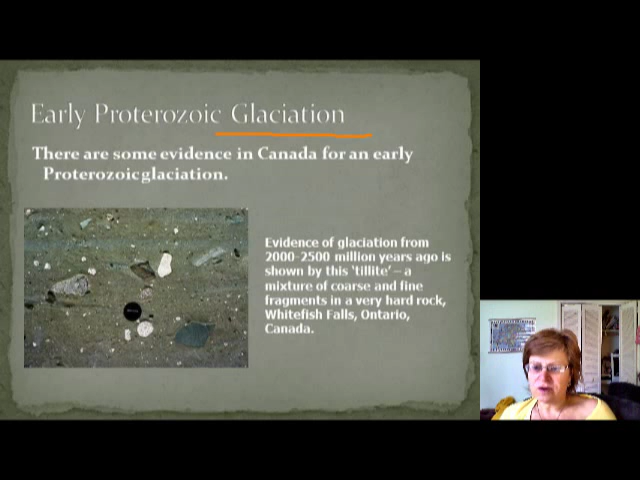 Early Proterozoic Glaciation
There are some evidence in Canada for an early
Proterozoic glaciation.
Evidence of glaciation from
2000-2500 million years ago is
shown by this 'tillite' – a
mixture of coarse and fine
fragments in a very hard rock,
Whitefish Falls, Ontario,
Canada.